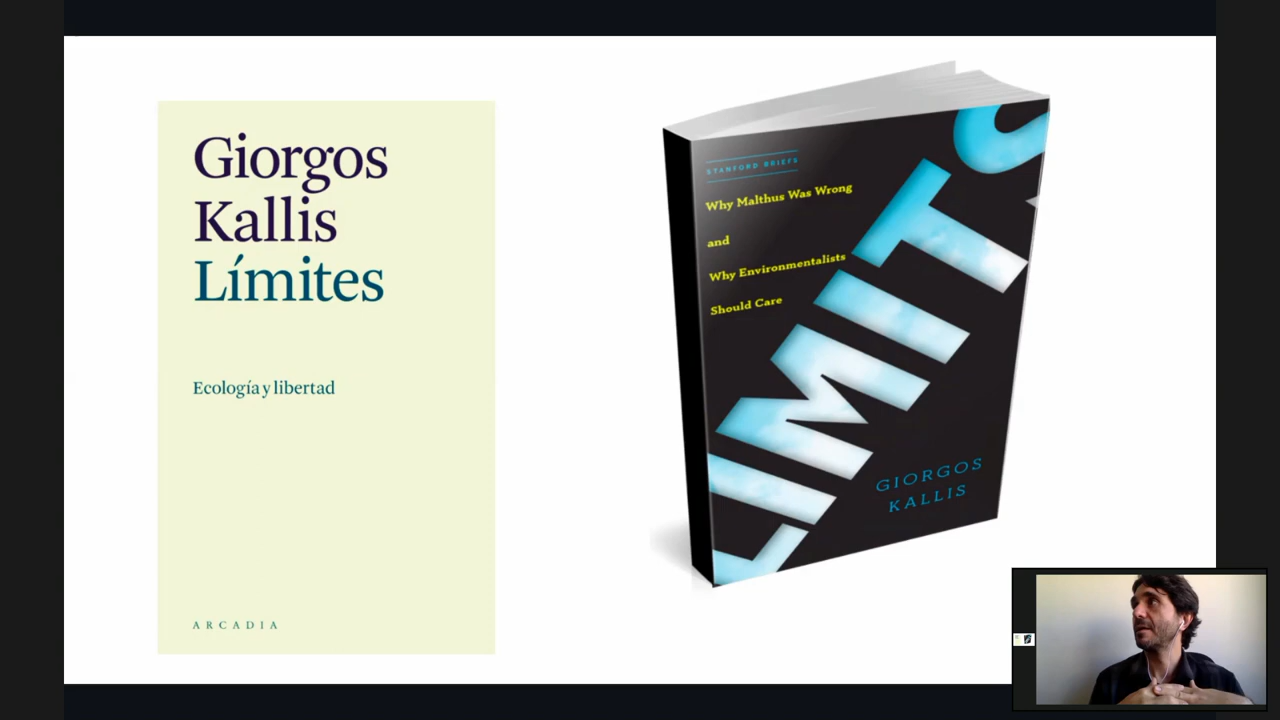 Giorgos
Kallis
Límites
Ecología y libertad
ARCADIA
STANFORD BRIEFS
Why Malthus Was Wrong
and
Why Environmentalists
Should Care
LIMITS
GIORGOS
KALLIS